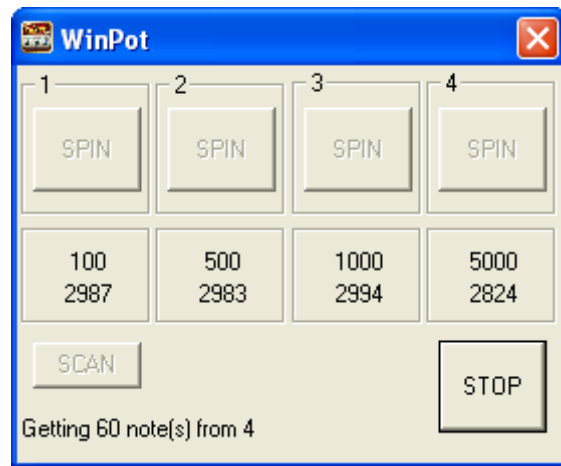 WinPot
1 2 3 4
SPIN SPIN SPIN SPIN
100 500 1000 5000
2987 2983 2994 2824
SCAN
STOP
Getting 60 note(s) from 4